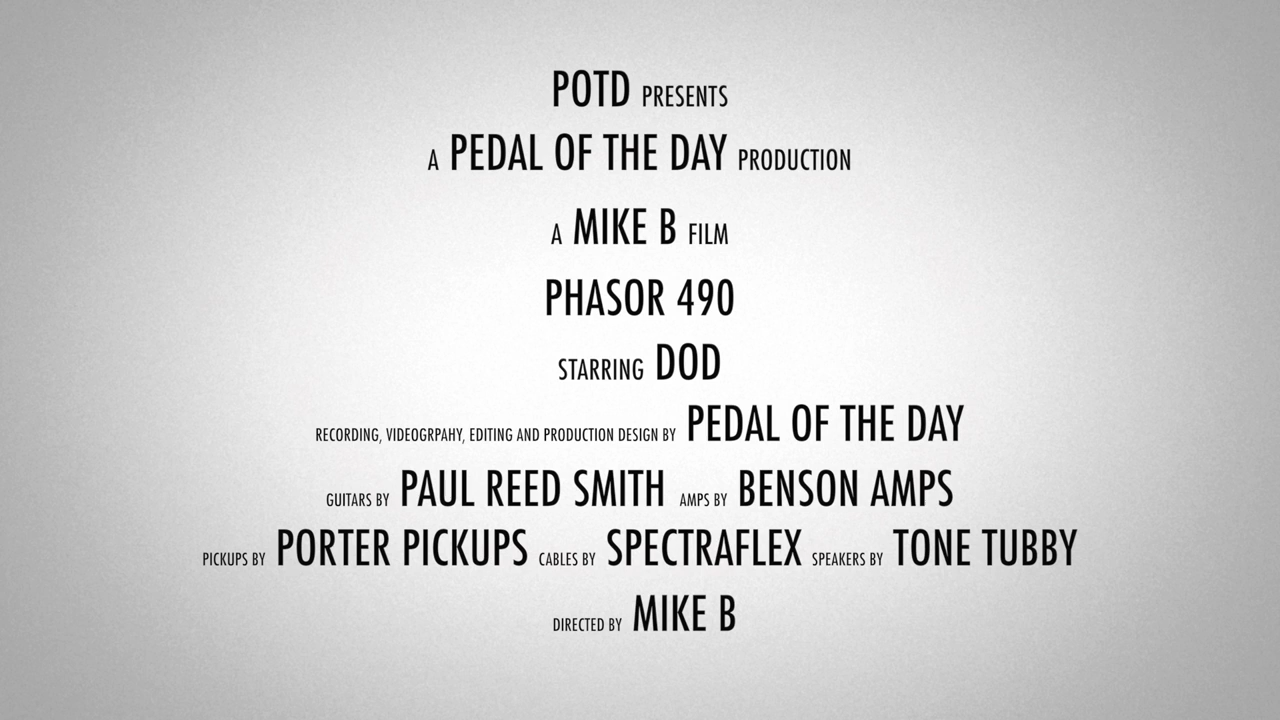 POTD PRESENTS
A PEDAL OF THE DAY PRODUCTION
A MIKE B FILM
PHASOR 490
STARRING DOD
RECORDING, VIDEOGRPAHY, EDITING AND PRODUCTION DESIGN BY PEDAL OF THE DAY
GUITARS BY PAUL REED SMITH AMPS BY BENSON AMPS
PICKUPS BY PORTER PICKUPS CABLES BY SPECTRAFLEX SPEAKERS BY TONE TUBBY
DIRECTED BY MIKE B